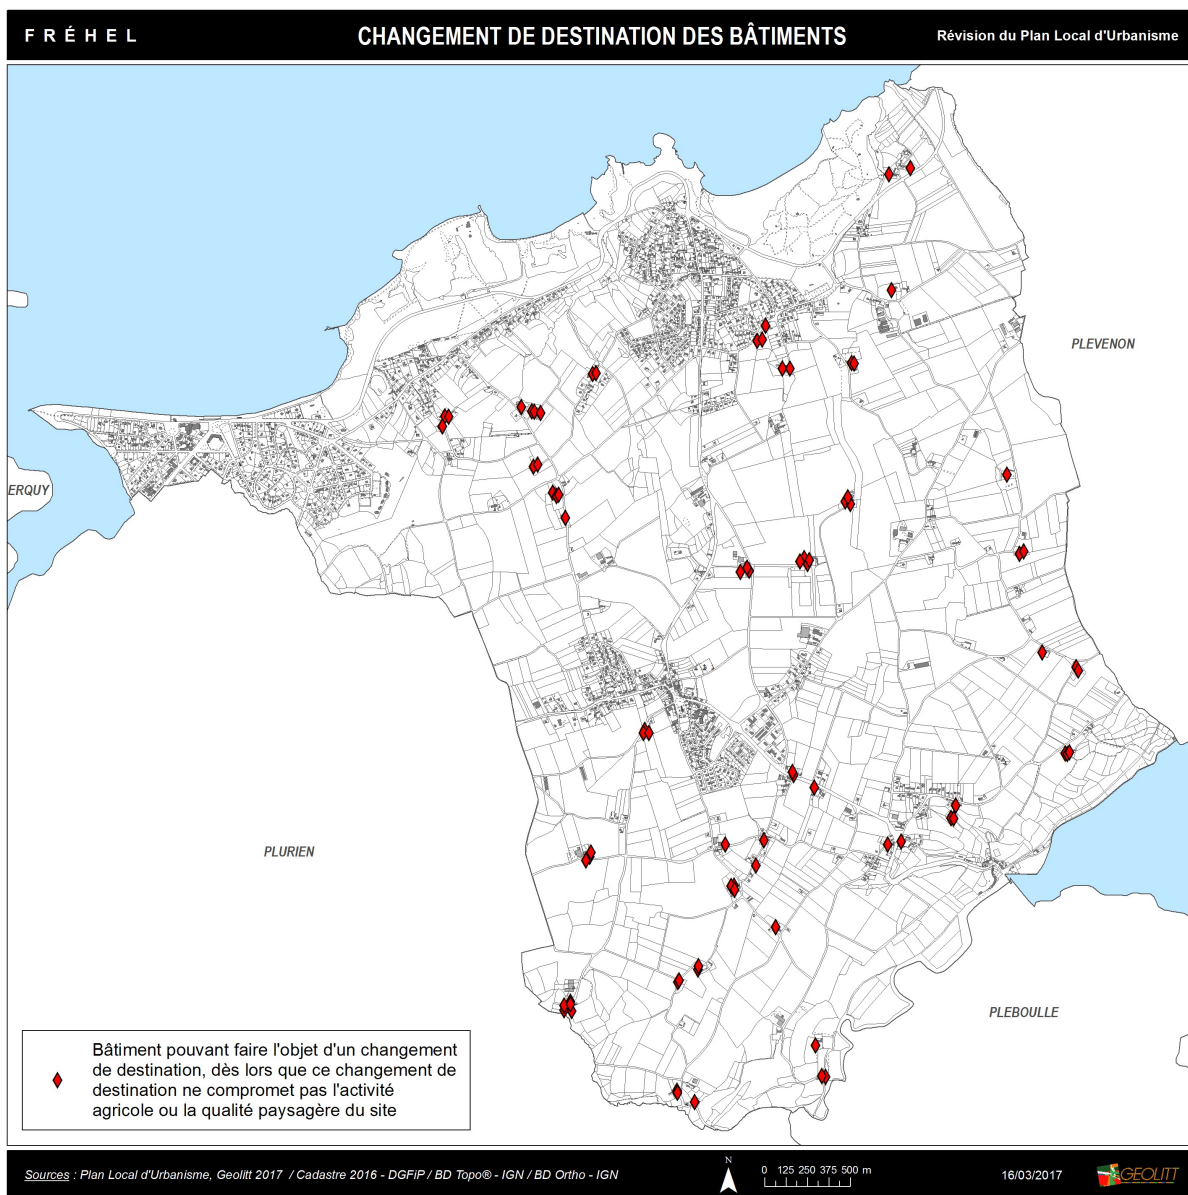 FRÉHEL
CHANGEMENT DE DESTINATION DES BÂTIMENTS
Révision du Plan Local d'Urbanisme
PLEVENON
ERQUY
PLURIEN
PLEBOULLE
Bâtiment pouvant faire l'objet d'un changement
de destination, dès lors que ce changement de
destination ne compromet pas l'activité
agricole ou la qualité paysagère du site
Sources : Plan Local d'Urbanisme, Geolitt 2017 / Cadastre 2016 - DGFiP / BD Topo® - IGN / BD Ortho - IGN
N
0 125 250 375 500 m
16/03/2017
GEOLITT